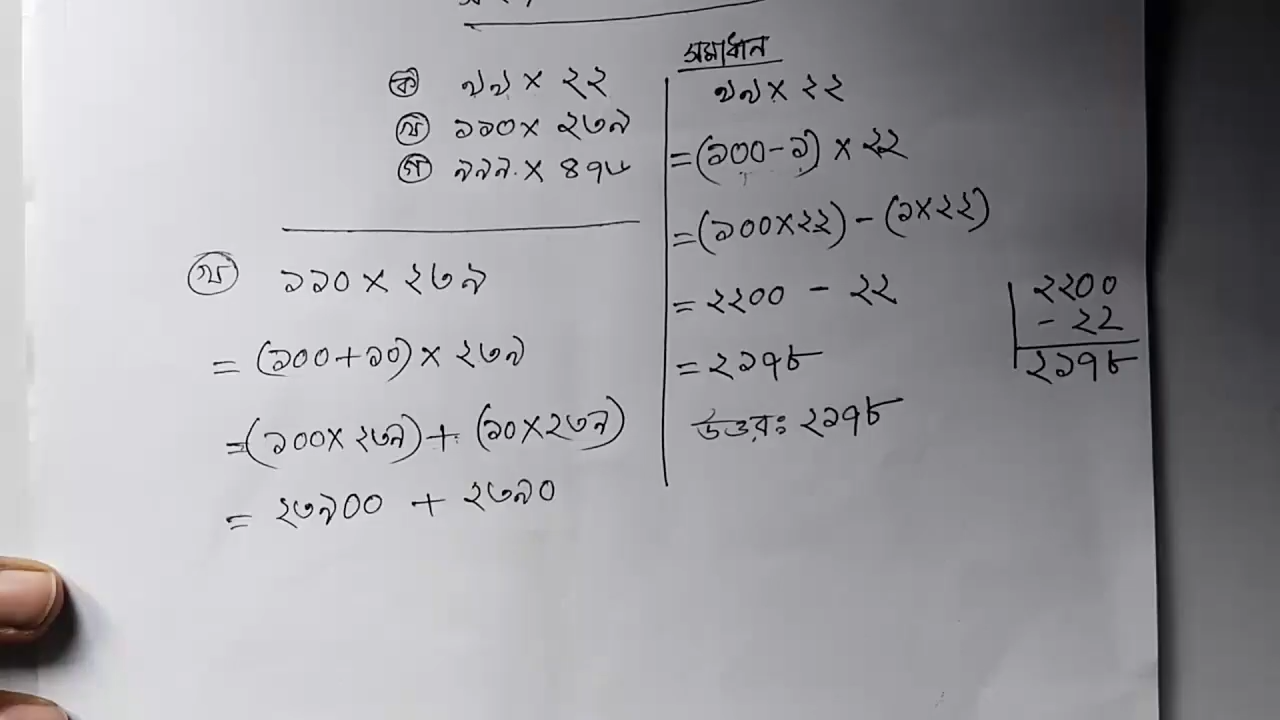 ক ৯৯ × ২২
খ ১১০ × ২৩৯
গ ৯৯৯ × ৪৭৮
খ ১১০ × ২৩৯
= (১০০+১০) × ২৩৯
=(১০০×২৩৯)+(১০×২৩৯)
= ২৩৯০০ + ২৩৯০
সমাধান
৯৯ × ২২
=(১০০-১) × ২২
=(১০০×২২) - (১×২২)
= ২২০০ - ২২
= ২১৭৮
উত্তর: ২১৭৮
২২০০
- ২২
২১৭৮